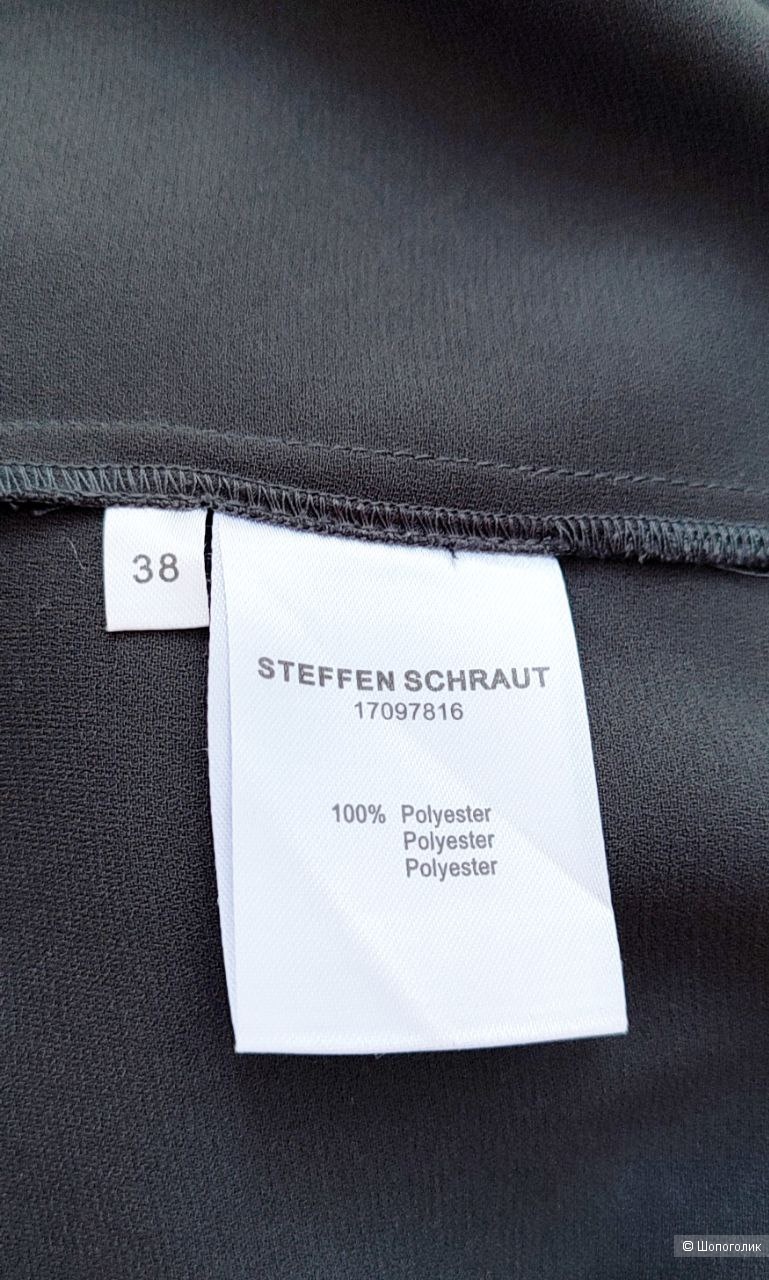 38
STEFFEN SCHRAUT
17097816
100% Polyester
Polyester
Polyester
© Шопоголик